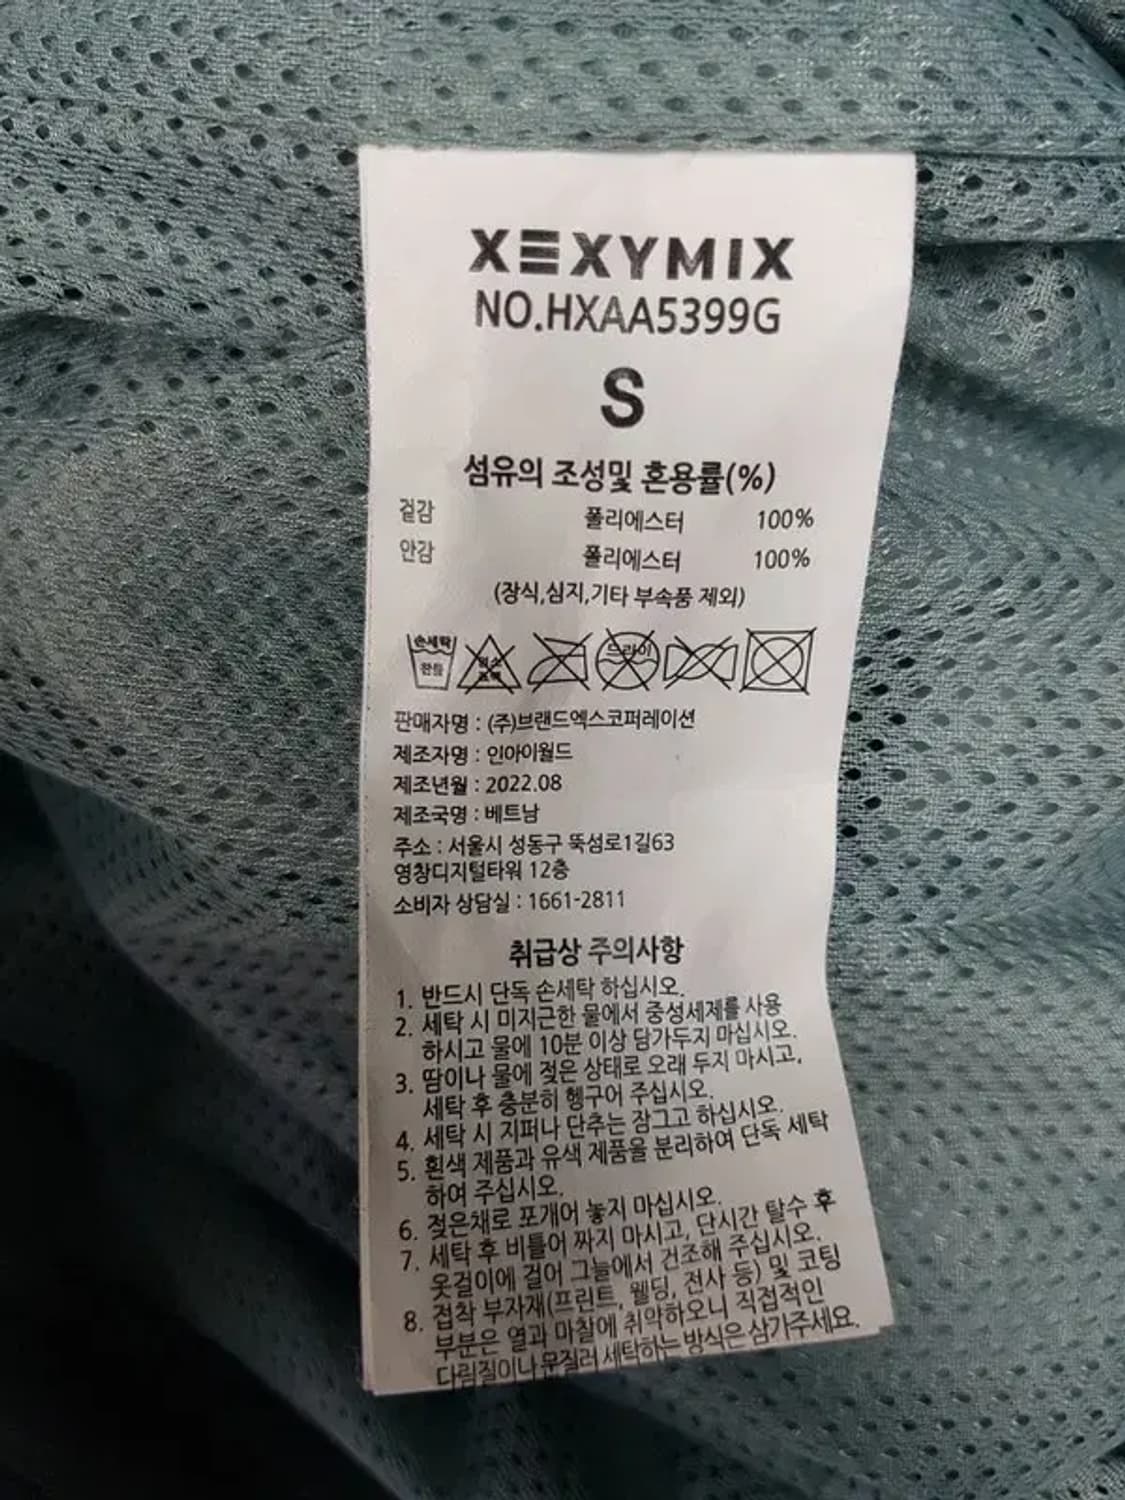 XEXYMIX
NO.HXAA5399G
S
섬유의 조성및 혼용률(%)
겉감 폴리에스터 100%
안감 폴리에스터 100%
(장식,심지,기타 부속품 제외)
손세탁 드라이
약30° 중성 염소 표백
판매자명 : (주)브랜드엑스코퍼레이션
제조자명 : 인아이월드
제조년월 : 2022.08
제조국명 : 베트남
주소 : 서울시 성동구 뚝섬로1길63
영창디지털타워 12층
소비자 상담실 : 1661-2811
취급상 주의사항
1. 반드시 단독 손세탁 하십시오.
2. 세탁 시 미지근한 물에서 중성세제를 사용
하시고 물에 10분 이상 담가두지 마십시오.
3. 땀이나 물에 젖은 상태로 오래 두지 마시고,
세탁 후 충분히 헹구어 주십시오.
4. 세탁 시 지퍼나 단추는 잠그고 하십시오.
5. 흰색 제품과 유색 제품을 분리하여 단독 세탁
하여 주십시오.
6. 젖은채로 포개어 놓지 마십시오.
7. 세탁 후 비틀어 짜지 마시고, 단시간 탈수 후
옷걸이에 걸어 그늘에서 건조해 주십시오.
8. 접착 부자재(프린트, 웰딩, 전사 등) 및 코팅
부분은 열과 마찰에 취약하오니 직접적인
다림질이나 문질러 세탁하는 방식은 삼가주세요.